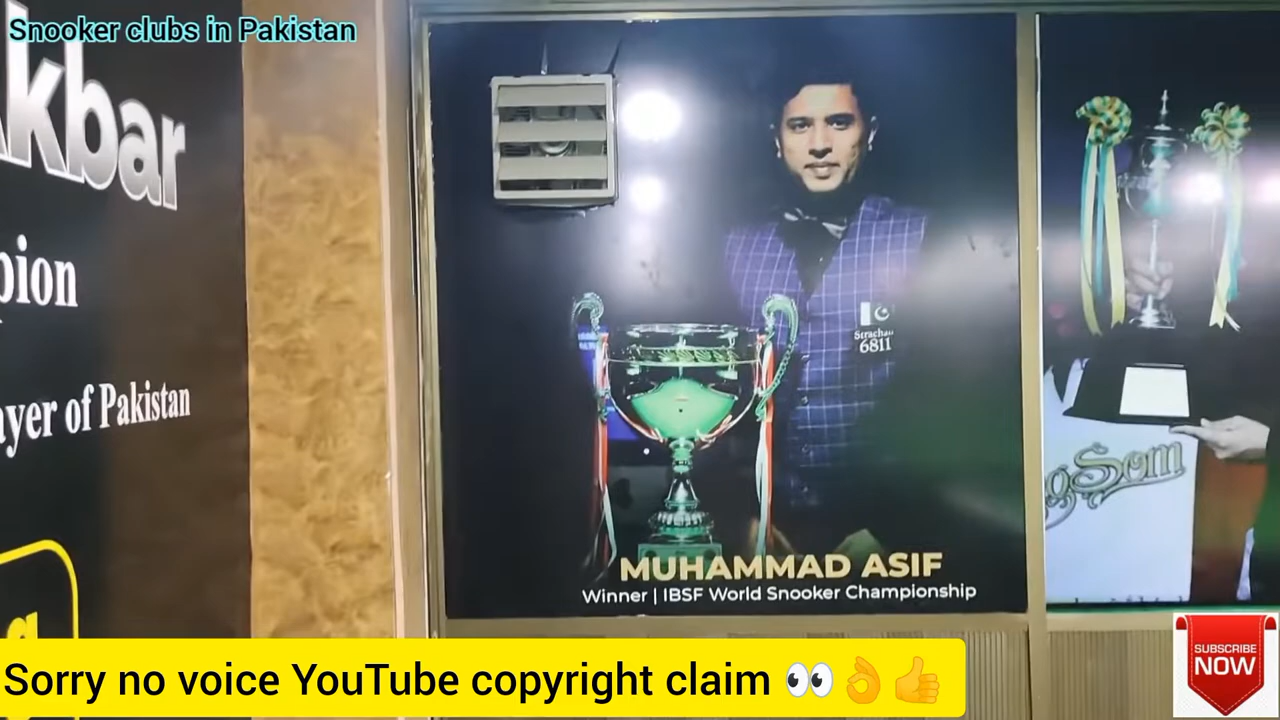 Snooker clubs in Pakistan
kbar
pion
ayer of Pakistan
a
Strachan
6811
MUHAMMAD ASIF
Winner | IBSF World Snooker Championship
gSom
Sorry no voice YouTube copyright claim 👀👌👍
SUBSCRIBE
NOW